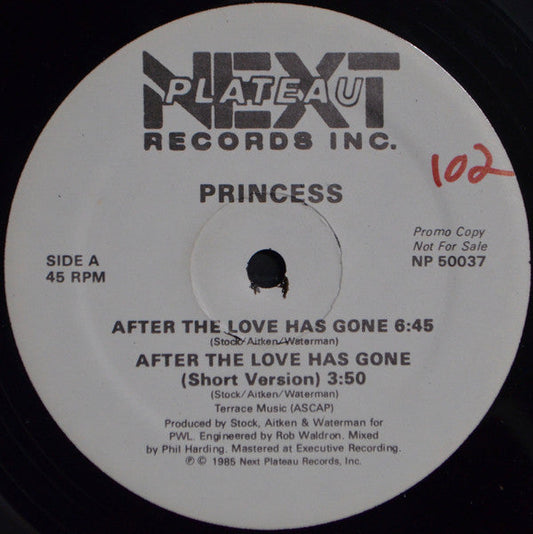 NEXT
PLATEAU
RECORDS INC.
102
PRINCESS
Promo Copy
Not For Sale
NP 50037
SIDE A
45 RPM
AFTER THE LOVE HAS GONE 6:45
(Stock/Aitken/Waterman)
AFTER THE LOVE HAS GONE
(Short Version) 3:50
(Stock/Aitken/Waterman)
Terrace Music (ASCAP)
Produced by Stock, Aitken & Waterman for
PWL. Engineered by Rob Waldron. Mixed
by Phil Harding. Mastered at Executive Recording.
℗ © 1985 Next Plateau Records, Inc.